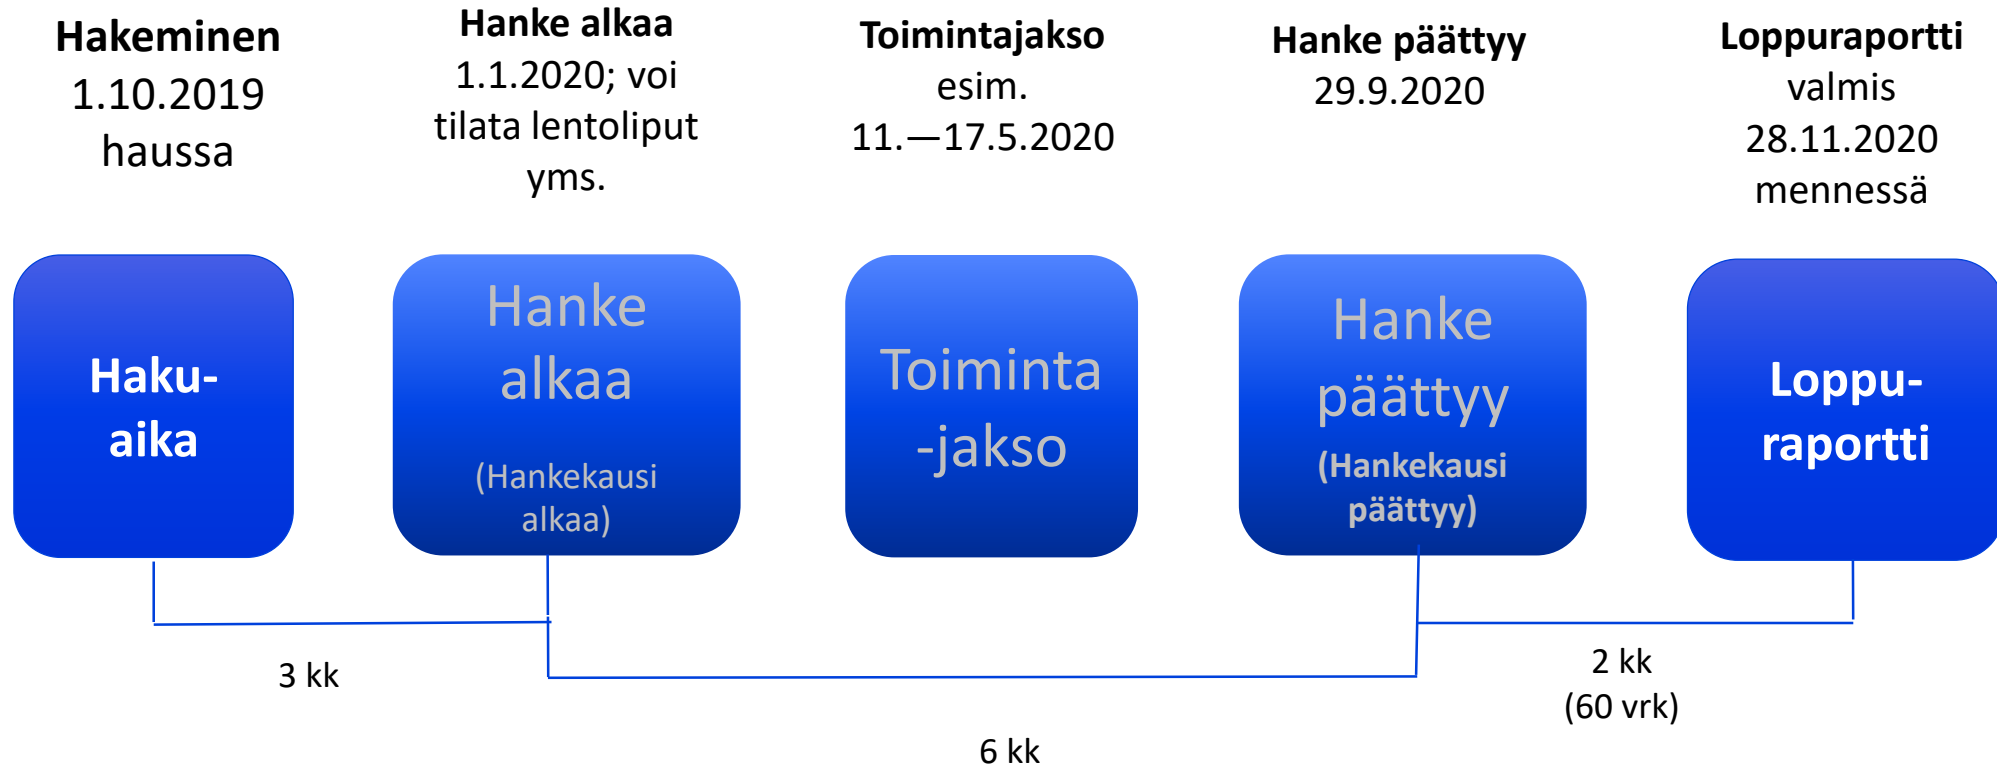 Hakeminen
1.10.2019
haussa
Hanke alkaa
1.1.2020; voi
tilata lentoliput
yms.
Toimintajakso
esim.
11.—17.5.2020
Hanke päättyy
29.9.2020
Loppuraportti
valmis
28.11.2020
mennessä
Haku-
aika
Hanke
alkaa
(Hankekausi
alkaa)
Toiminta
-jakso
Hanke
päättyy
(Hankekausi
päättyy)
Loppu-
raportti
3 kk
6 kk
2 kk
(60 vrk)